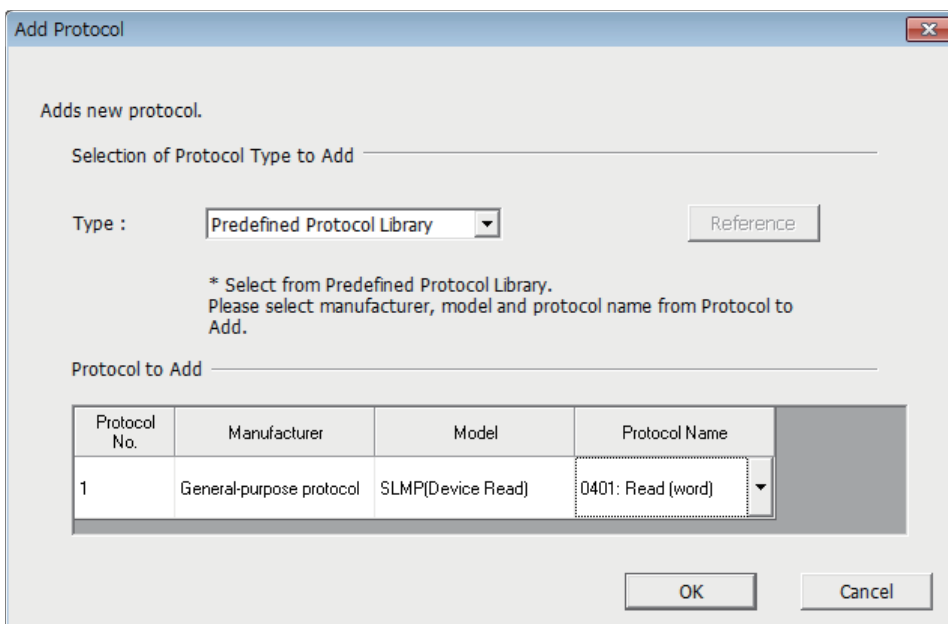 Add Protocol
Adds new protocol.
Selection of Protocol Type to Add
Type :
Predefined Protocol Library
Reference
* Select from Predefined Protocol Library.
Please select manufacturer, model and protocol name from Protocol to
Add.
Protocol to Add
Protocol
No.
Manufacturer
Model
Protocol Name
1
General-purpose protocol
SLMP(Device Read)
0401: Read (word)
OK
Cancel